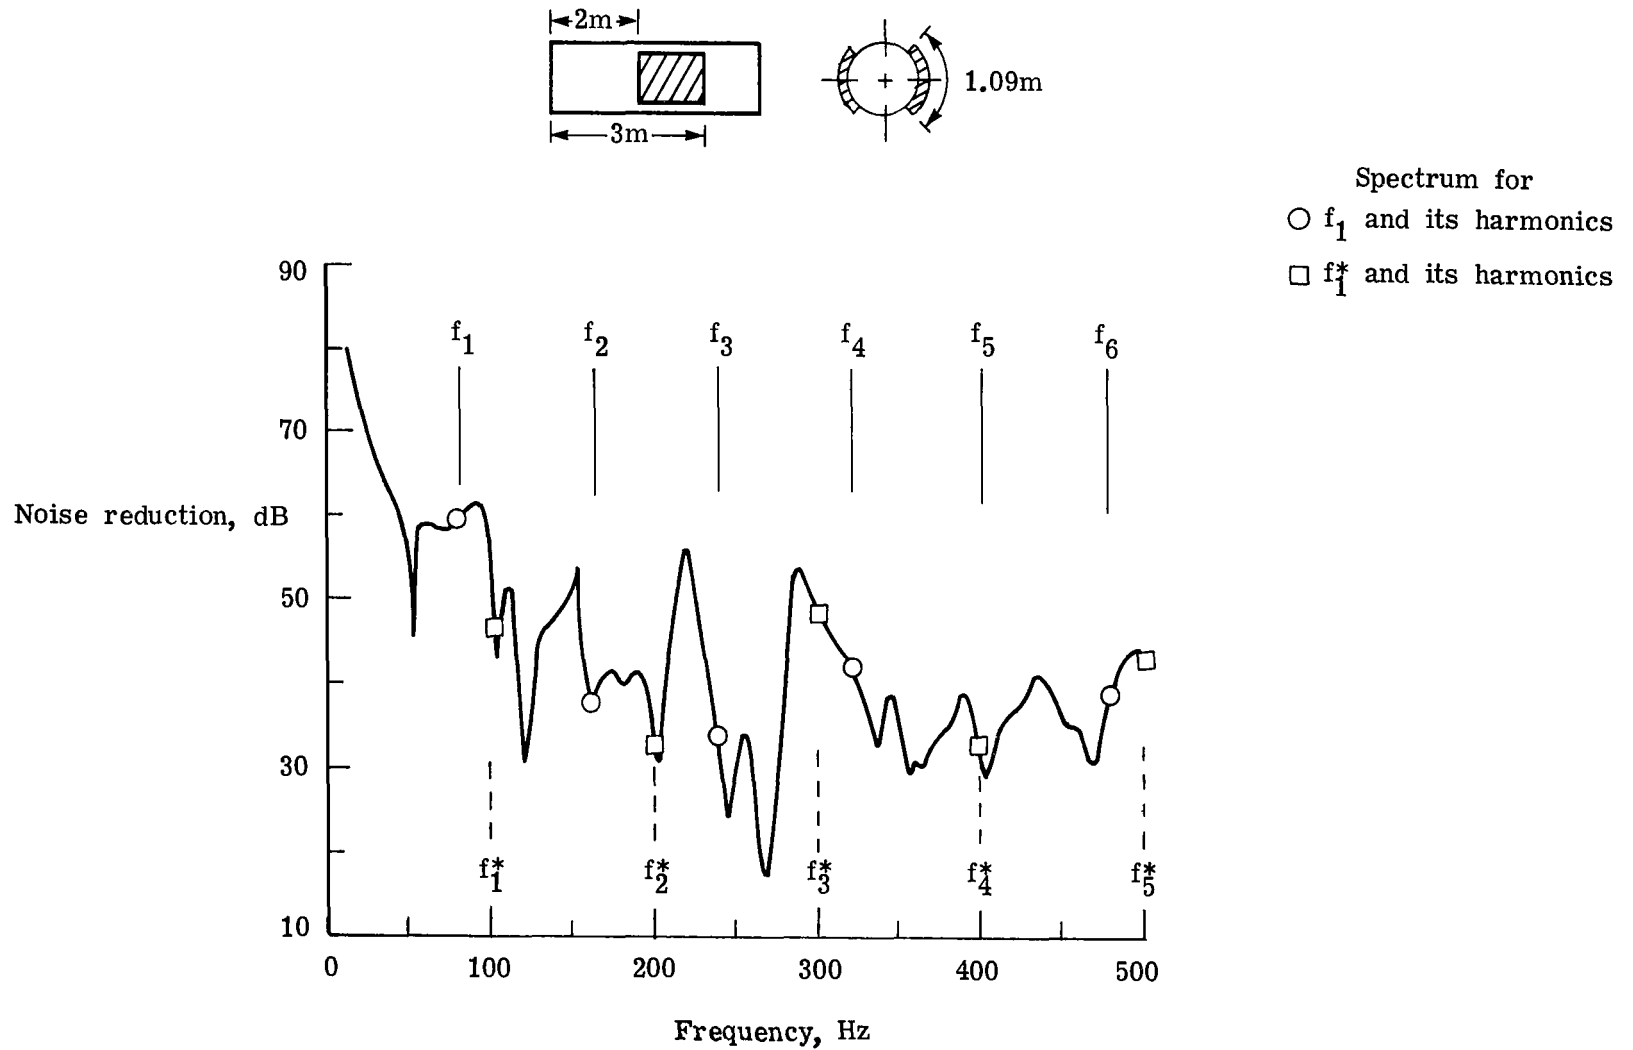 2m
1.09m
3m
Spectrum for
f1 and its harmonics
f1* and its harmonics
90
f1 f2 f3 f4 f5 f6
70
Noise reduction, dB
50
30
f1* f2* f3* f4* f5*
10
0 100 200 300 400 500
Frequency, Hz